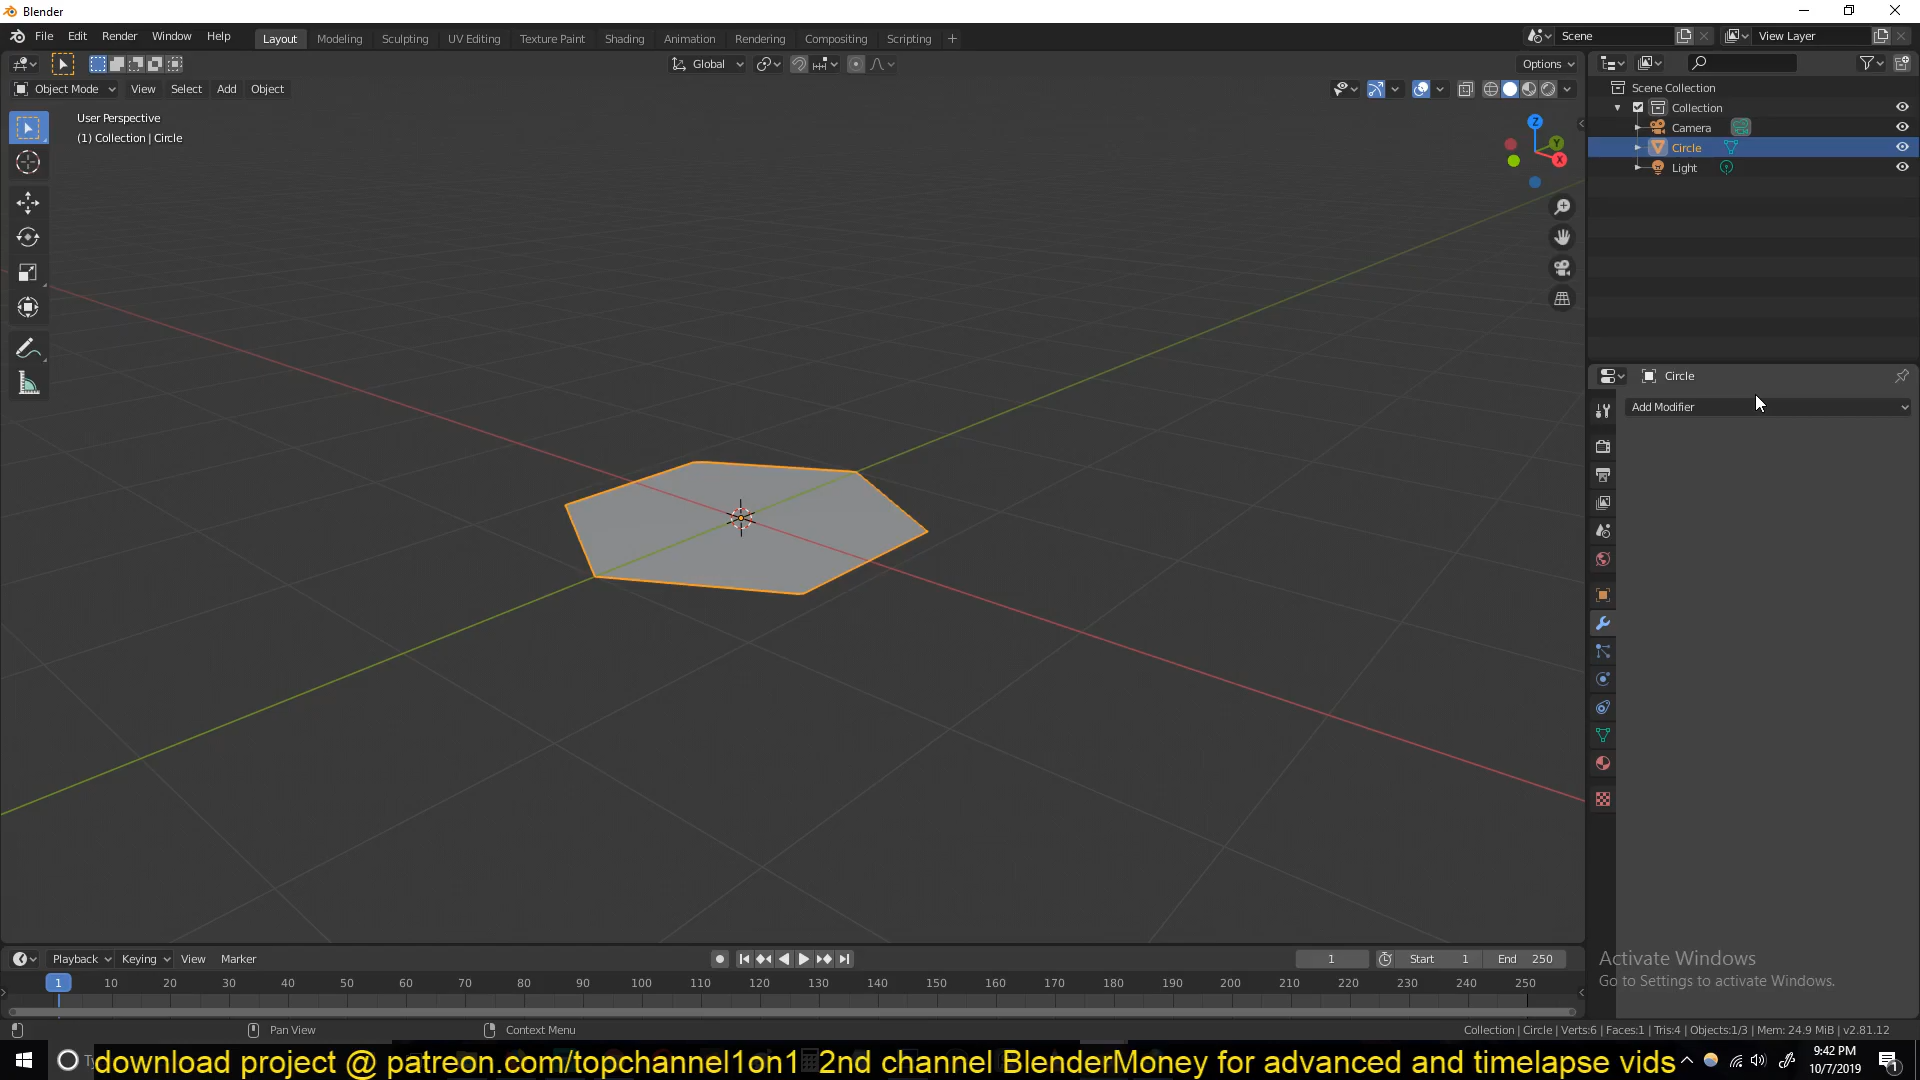 Blender
File Edit Render Window Help Layout Modeling Sculpting UV Editing Texture Paint Shading Animation Rendering Compositing Scripting + Scene View Layer
Global Options
Object Mode View Select Add Object
User Perspective
(1) Collection | Circle
Z
Y
X
Scene Collection
Collection
Camera
Circle
Light
Circle
Add Modifier
Playback Keying View Marker 1 Start 1 End 250
1 10 20 30 40 50 60 70 80 90 100 110 120 130 140 150 160 170 180 190 200 210 220 230 240 250
Activate Windows
Go to Settings to activate Windows.
Pan View Context Menu Collection | Circle | Verts:6 | Faces:1 | Tris:4 | Objects:1/3 | Mem: 24.9 MiB | v2.81.12
download project @ patreon.com/topchannel1on1 2nd channel BlenderMoney for advanced and timelapse vids
9:42 PM
10/7/2019
1